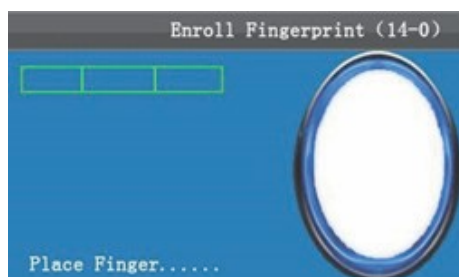 Enroll Fingerprint (14-0)
Place Finger......